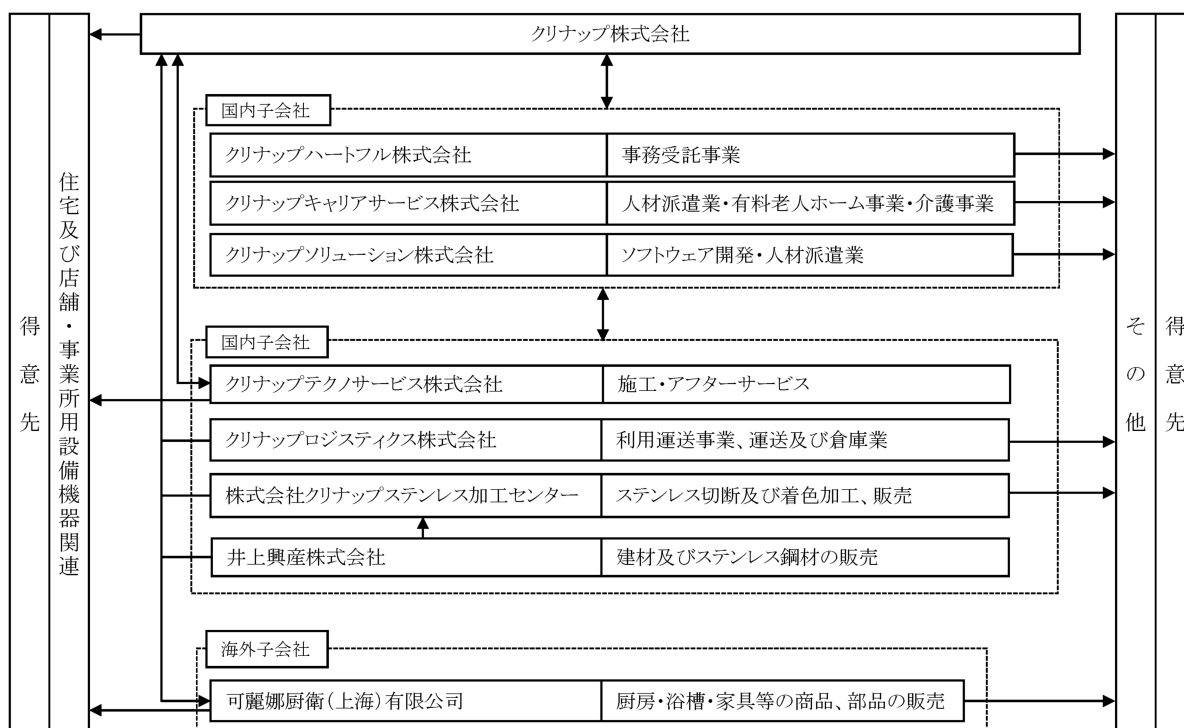 クリナップ株式会社
国内子会社
クリナップハートフル株式会社 事務受託事業
クリナップキャリアサービス株式会社 人材派遣業・有料老人ホーム事業・介護事業
クリナップソリューション株式会社 ソフトウェア開発・人材派遣業
国内子会社
クリナップテクノサービス株式会社 施工・アフターサービス
クリナップロジスティクス株式会社 利用運送事業、運送及び倉庫業
株式会社クリナップステンレス加工センター ステンレス切断及び着色加工、販売
井上興産株式会社 建材及びステンレス鋼材の販売
海外子会社
可麗娜厨衛(上海)有限公司 厨房・浴槽・家具等の商品、部品の販売
得意先
住宅及び店舗・事業所用設備機器関連
その他
得意先